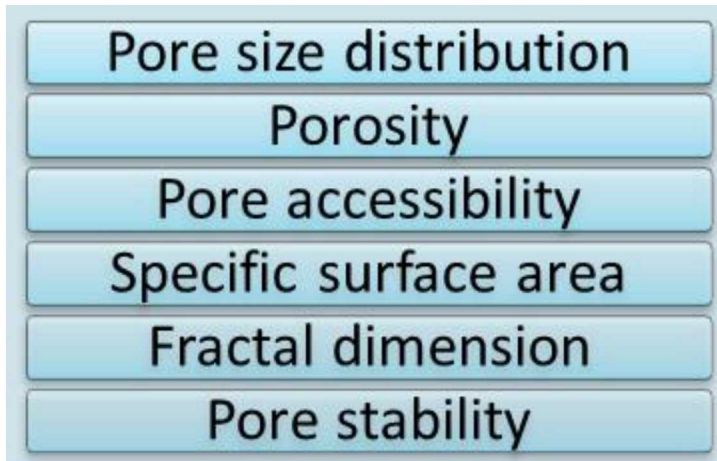 Pore size distribution
Porosity
Pore accessibility
Specific surface area
Fractal dimension
Pore stability